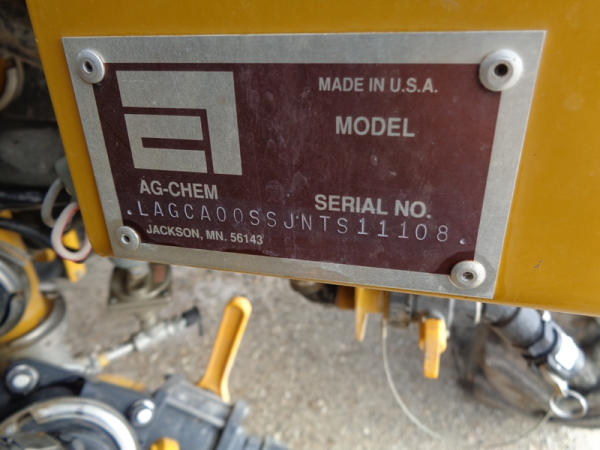 MADE IN U.S.A.
MODEL
AG-CHEM
SERIAL NO.
.LAGCA00SSJNTS11108.
JACKSON, MN. 56143